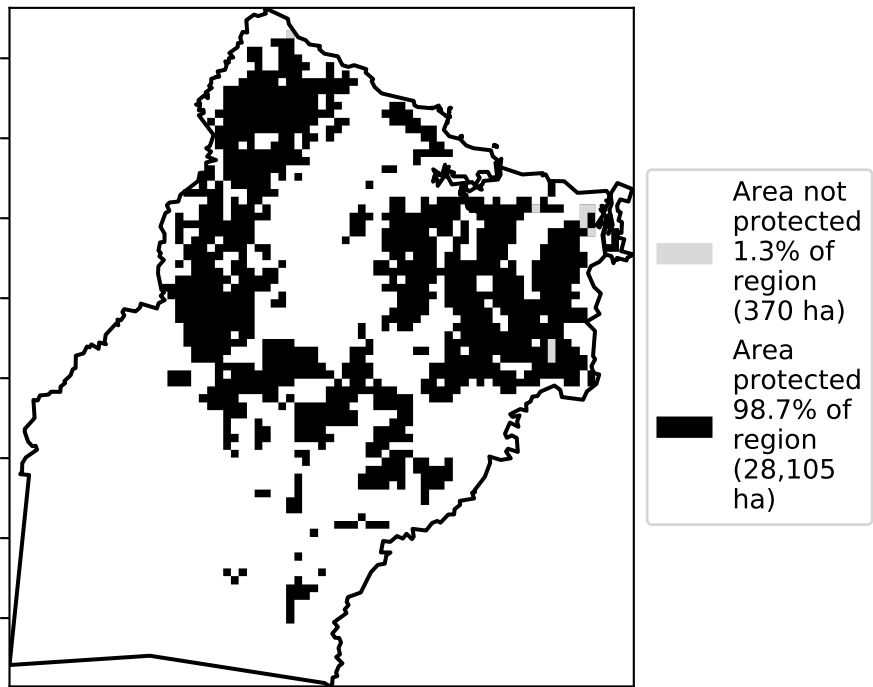 Area not
protected
1.3% of
region
(370 ha)
Area
protected
98.7% of
region
(28,105
ha)